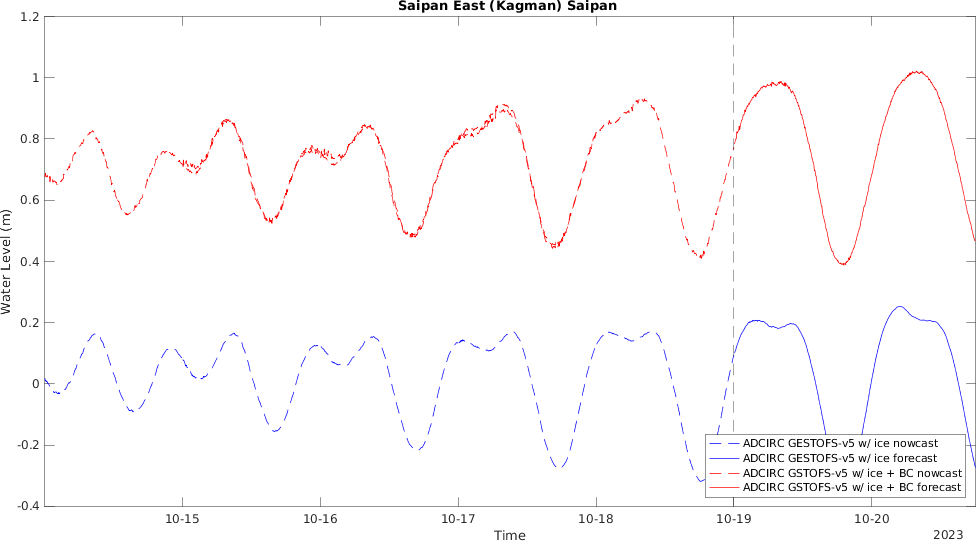 Saipan East (Kagman) Saipan
1.2
1
0.8
0.6
0.4
0.2
0
-0.2
-0.4
Water Level (m)
10-15
10-16
10-17
10-18
10-19
10-20
Time
2023
ADCIRC GESTOFS-v5 w/ ice nowcast
ADCIRC GESTOFS-v5 w/ ice forecast
ADCIRC GSTOFS-v5 w/ ice + BC nowcast
ADCIRC GSTOFS-v5 w/ ice + BC forecast